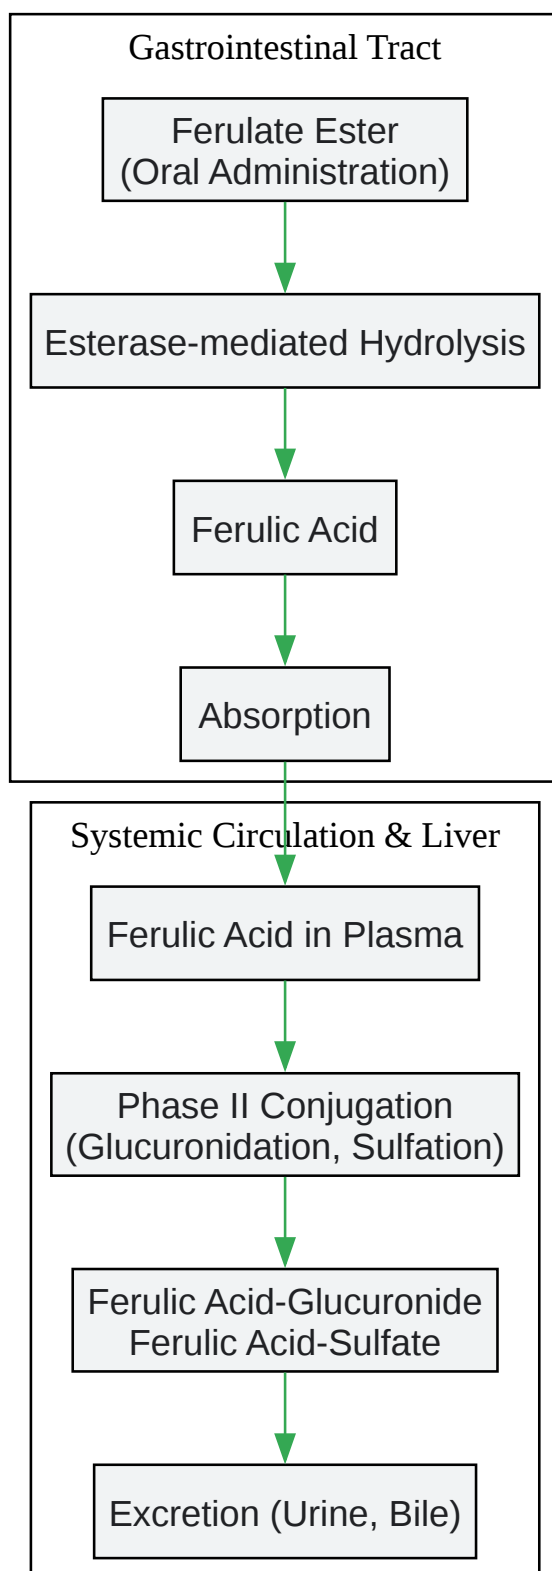 Gastrointestinal Tract
Ferulate Ester
(Oral Administration)
Esterase-mediated Hydrolysis
Ferulic Acid
Absorption
Systemic Circulation & Liver
Ferulic Acid in Plasma
Phase II Conjugation
(Glucuronidation, Sulfation)
Ferulic Acid-Glucuronide
Ferulic Acid-Sulfate
Excretion (Urine, Bile)